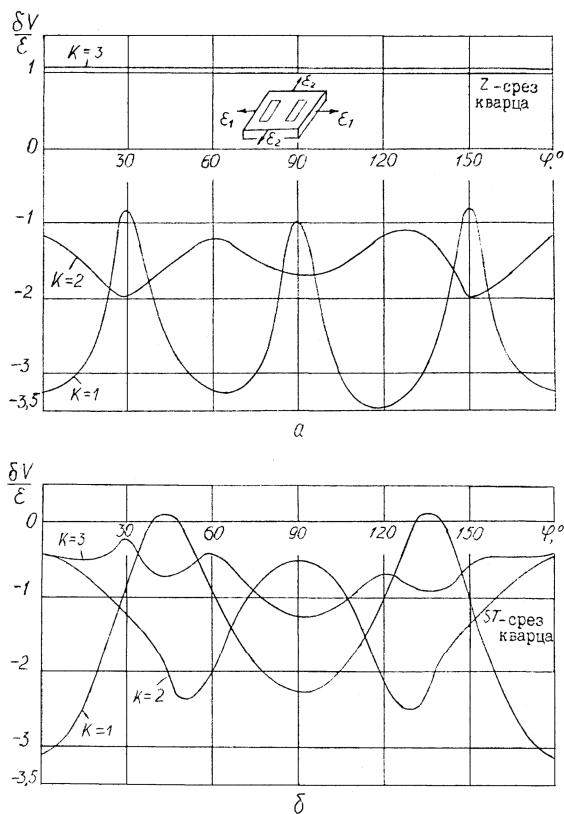 δV
ε
K=3
1
Z-срез
кварца
ε₂
ε₁
ε₁
ε₂
0
30
60
90
120
150
φ,°
-1
K=2
-2
-3
K=1
-3,5
а
δV
ε
0
K=3
30
60
90
120
150
φ,°
-1
ST-срез
кварца
-2
K=2
K=1
-3
-3,5
б